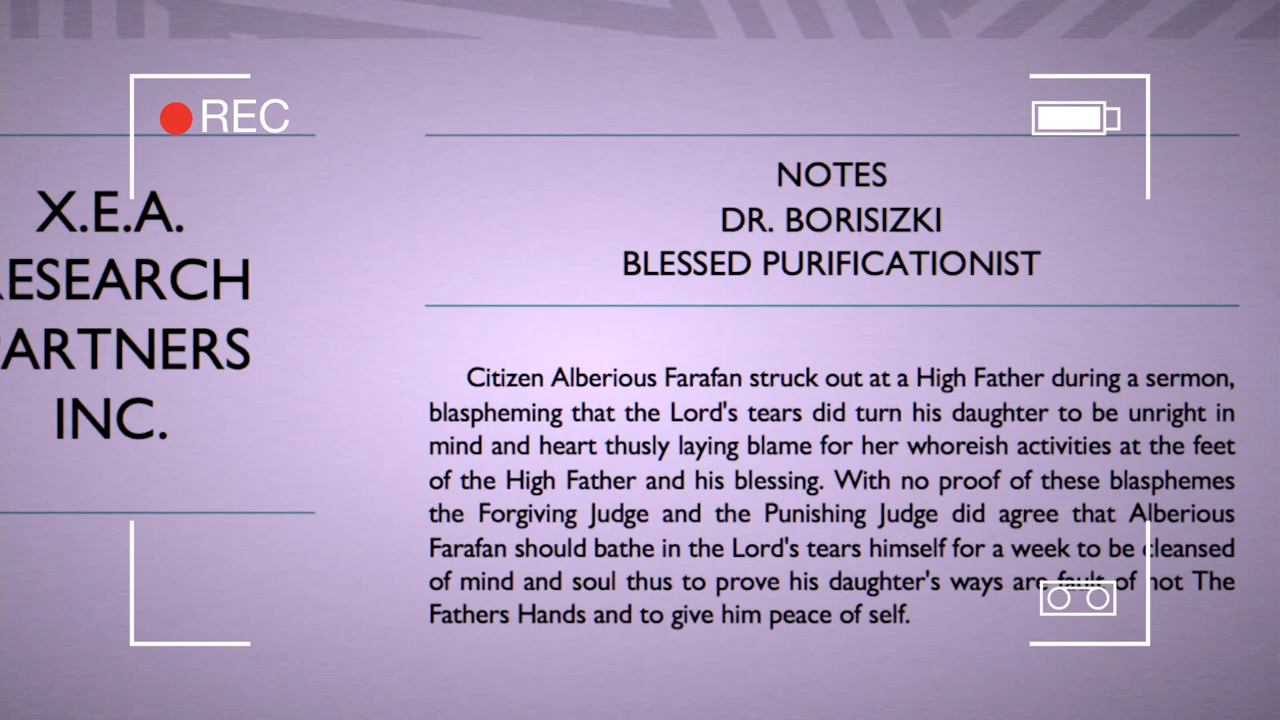 REC
X.E.A.
RESEARCH
PARTNERS
INC.
NOTES
DR. BORISIZKI
BLESSED PURIFICATIONIST
Citizen Alberious Farafan struck out at a High Father during a sermon,
blaspheming that the Lord's tears did turn his daughter to be unright in
mind and heart thusly laying blame for her whoreish activities at the feet
of the High Father and his blessing. With no proof of these blasphemes
the Forgiving Judge and the Punishing Judge did agree that Alberious
Farafan should bathe in the Lord's tears himself for a week to be cleansed
of mind and soul thus to prove his daughter's ways are fault of not The
Fathers Hands and to give him peace of self.